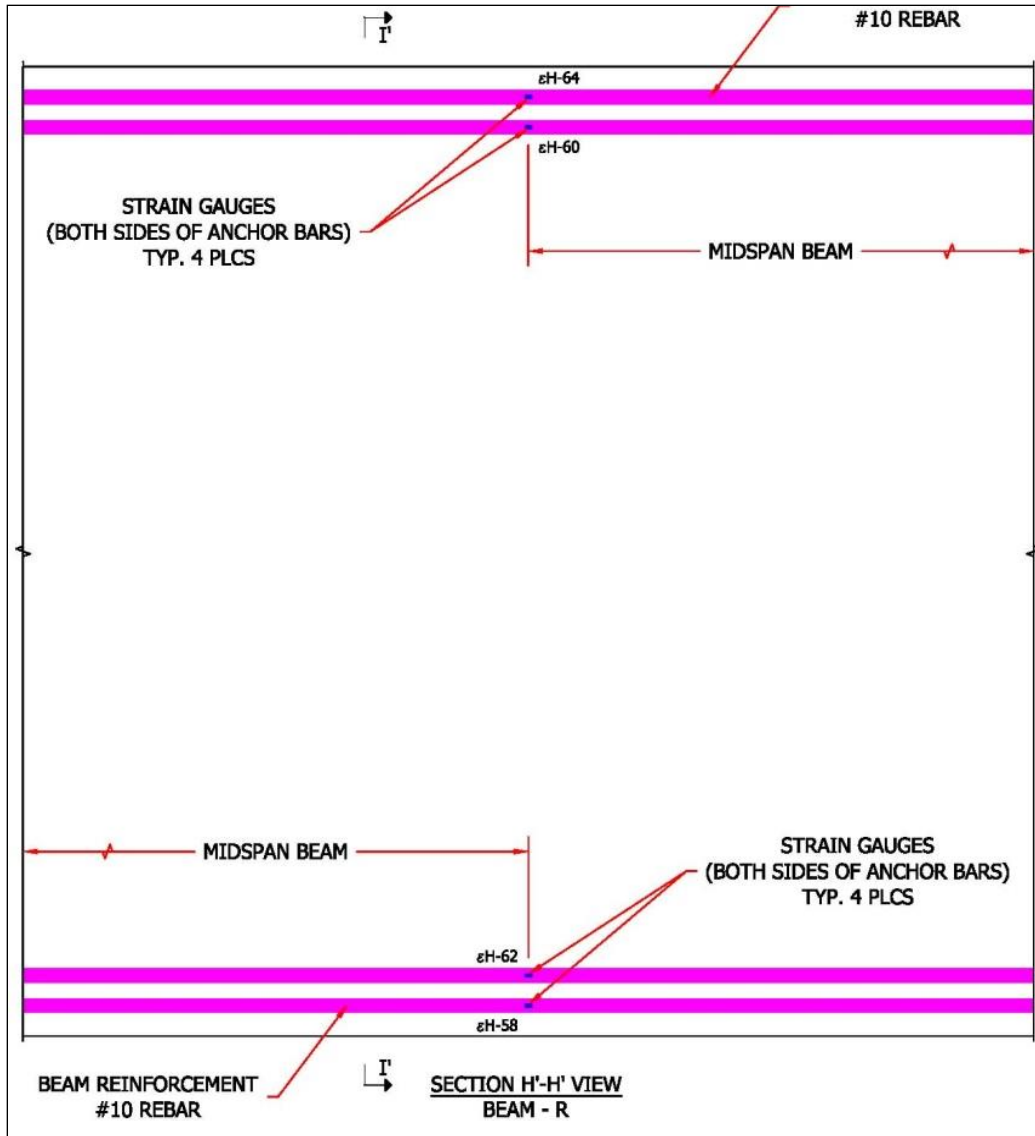 I'
#10 REBAR
εH-64
εH-60
STRAIN GAUGES
(BOTH SIDES OF ANCHOR BARS)
TYP. 4 PLCS
MIDSPAN BEAM
MIDSPAN BEAM
STRAIN GAUGES
(BOTH SIDES OF ANCHOR BARS)
TYP. 4 PLCS
εH-62
εH-58
BEAM REINFORCEMENT
#10 REBAR
I'
SECTION H'-H' VIEW
BEAM - R